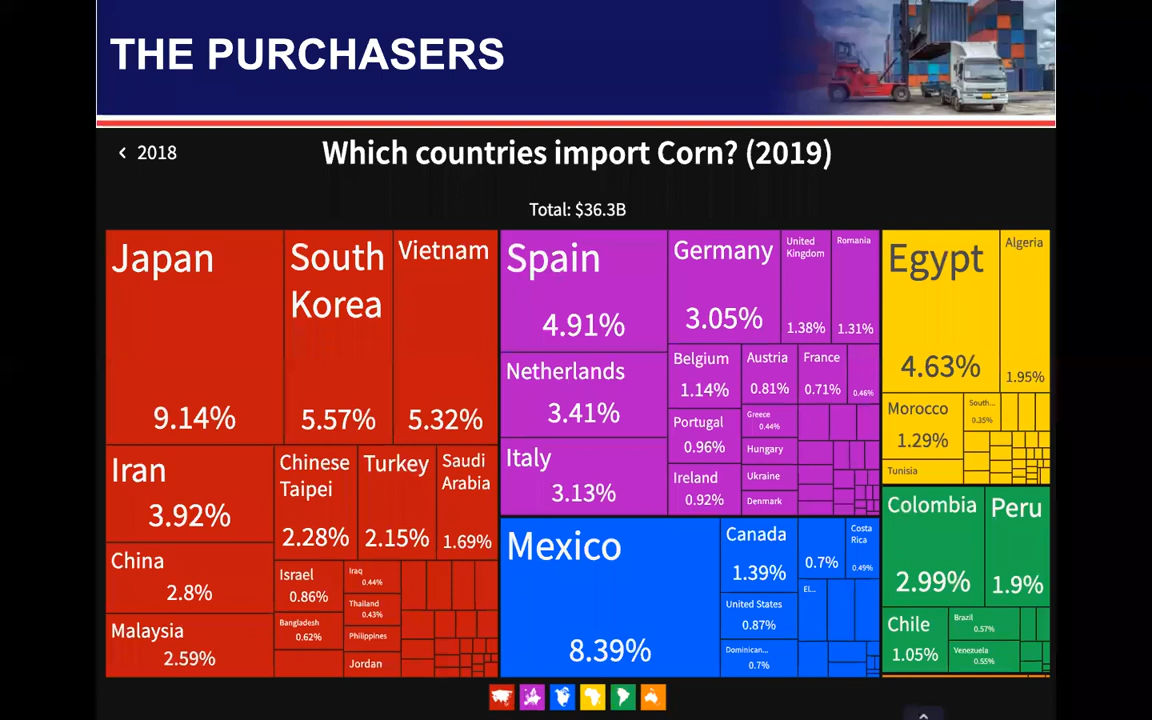 THE PURCHASERS
‹ 2018
Which countries import Corn? (2019)
Total: $36.3B
Japan
9.14%
South
Korea
5.57%
Vietnam
5.32%
Iran
3.92%
China
2.8%
Malaysia
2.59%
Chinese
Taipei
2.28%
Turkey
2.15%
Saudi
Arabia
1.69%
Israel
0.86%
Bangladesh
0.62%
Iraq
0.44%
Thailand
0.43%
Philippines
Jordan
Spain
4.91%
Netherlands
3.41%
Italy
3.13%
Germany
3.05%
United
Kingdom
1.38%
Romania
1.31%
Belgium
1.14%
Portugal
0.96%
Ireland
0.92%
Austria
0.81%
France
0.71%
0.46%
Greece
0.44%
Hungary
Ukraine
Denmark
Mexico
8.39%
Canada
1.39%
United States
0.87%
Dominican...
0.7%
0.7%
Costa
Rica
0.49%
El...
Egypt
4.63%
Algeria
1.95%
Morocco
1.29%
Tunisia
South...
0.35%
Colombia
2.99%
Peru
1.9%
Chile
1.05%
Brazil
0.57%
Venezuela
0.55%